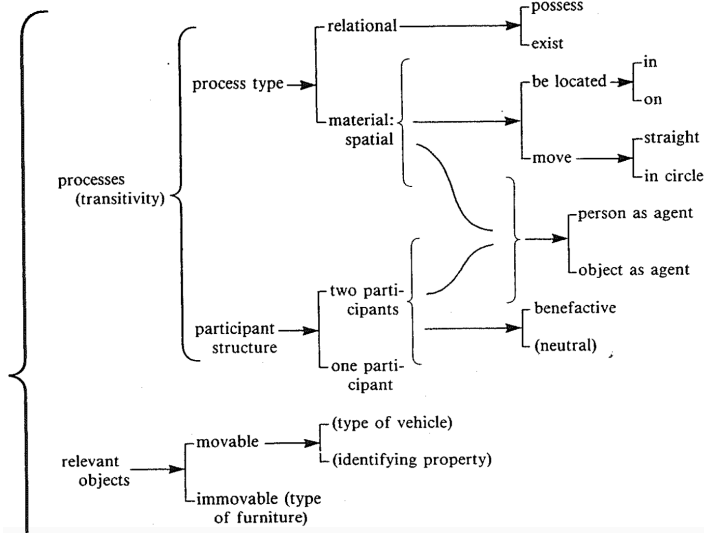 possess
relational
exist
process type
in
be located
on
material:
spatial
straight
move
in circle
processes
(transitivity)
person as agent
object as agent
two parti-
cipants
benefactive
participant
structure
(neutral)
one parti-
cipant
(type of vehicle)
movable
(identifying property)
relevant
objects
immovable (type
of furniture)